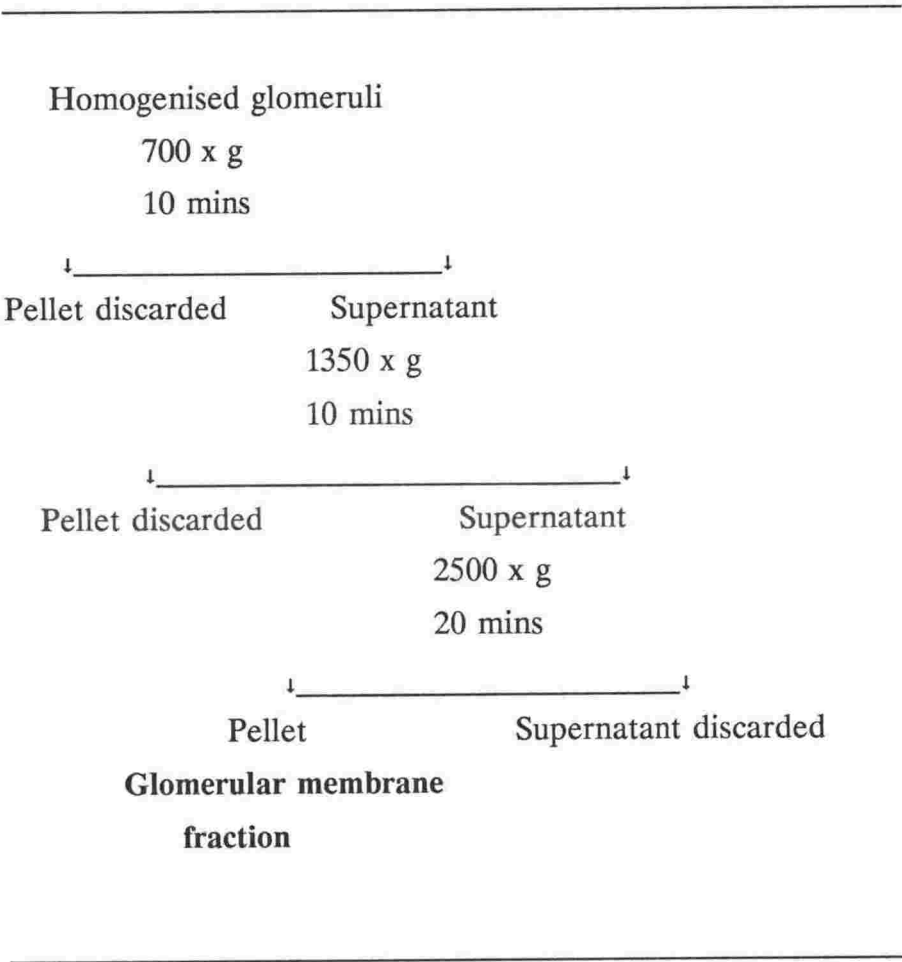 Homogenised glomeruli
700 x g
10 mins
Pellet discarded Supernatant
1350 x g
10 mins
Pellet discarded Supernatant
2500 x g
20 mins
Pellet Supernatant discarded
Glomerular membrane
fraction